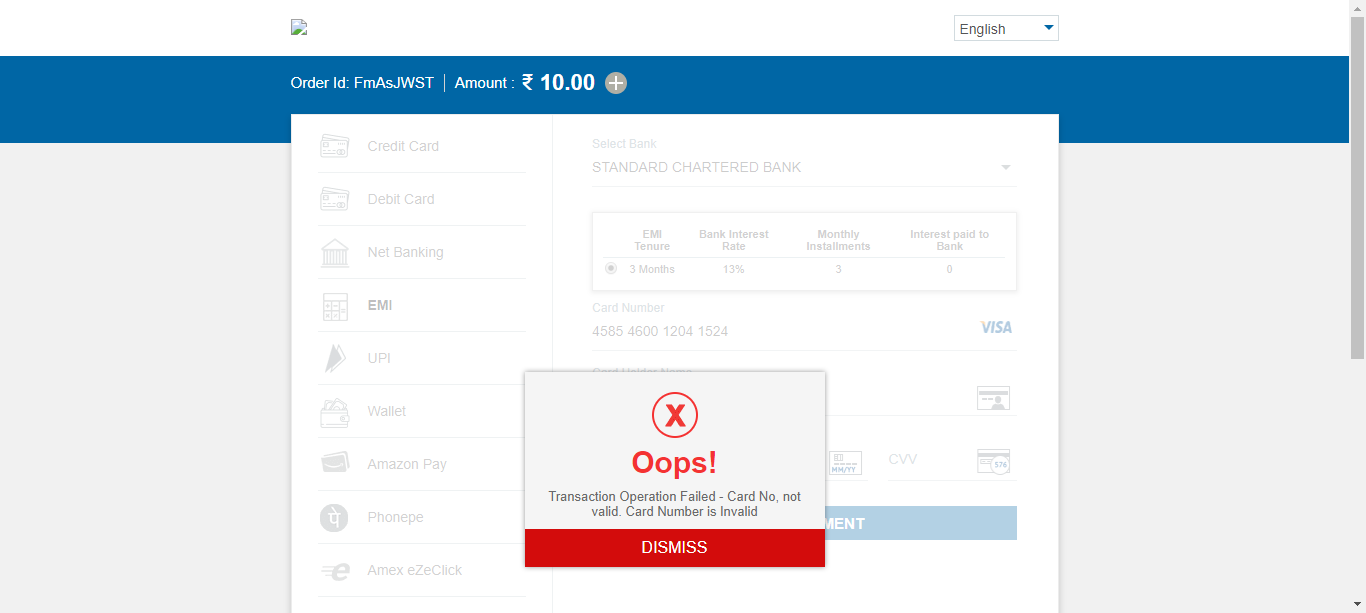 English
Order Id: FmAsJWST | Amount : ₹ 10.00
Credit Card
Debit Card
Net Banking
EMI
UPI
Wallet
Amazon Pay
Phonepe
Amex eZeClick
Select Bank
STANDARD CHARTERED BANK
EMI Tenure
Bank Interest Rate
Monthly Installments
Interest paid to Bank
3 Months 13% 3 0
Card Number
4585 4600 1204 1524 VISA
Card Holder Name
MM/YY
CVV
576
X
Oops!
Transaction Operation Failed - Card No, not
valid. Card Number is Invalid
DISMISS